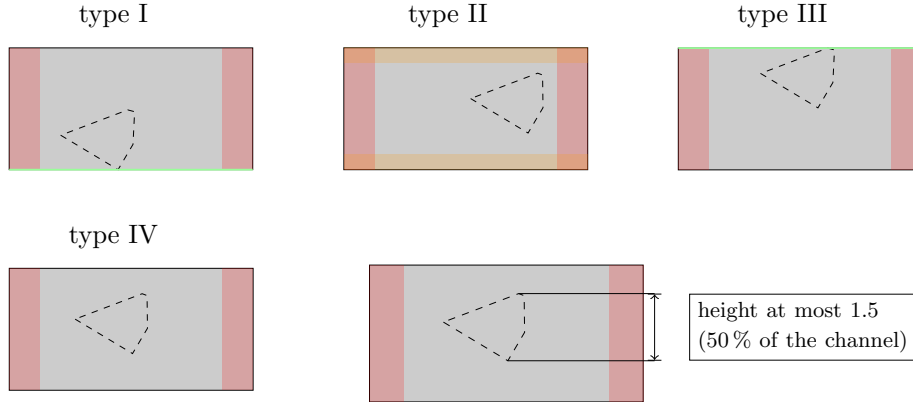 type I
type II
type III
type IV
height at most 1.5
(50 % of the channel)